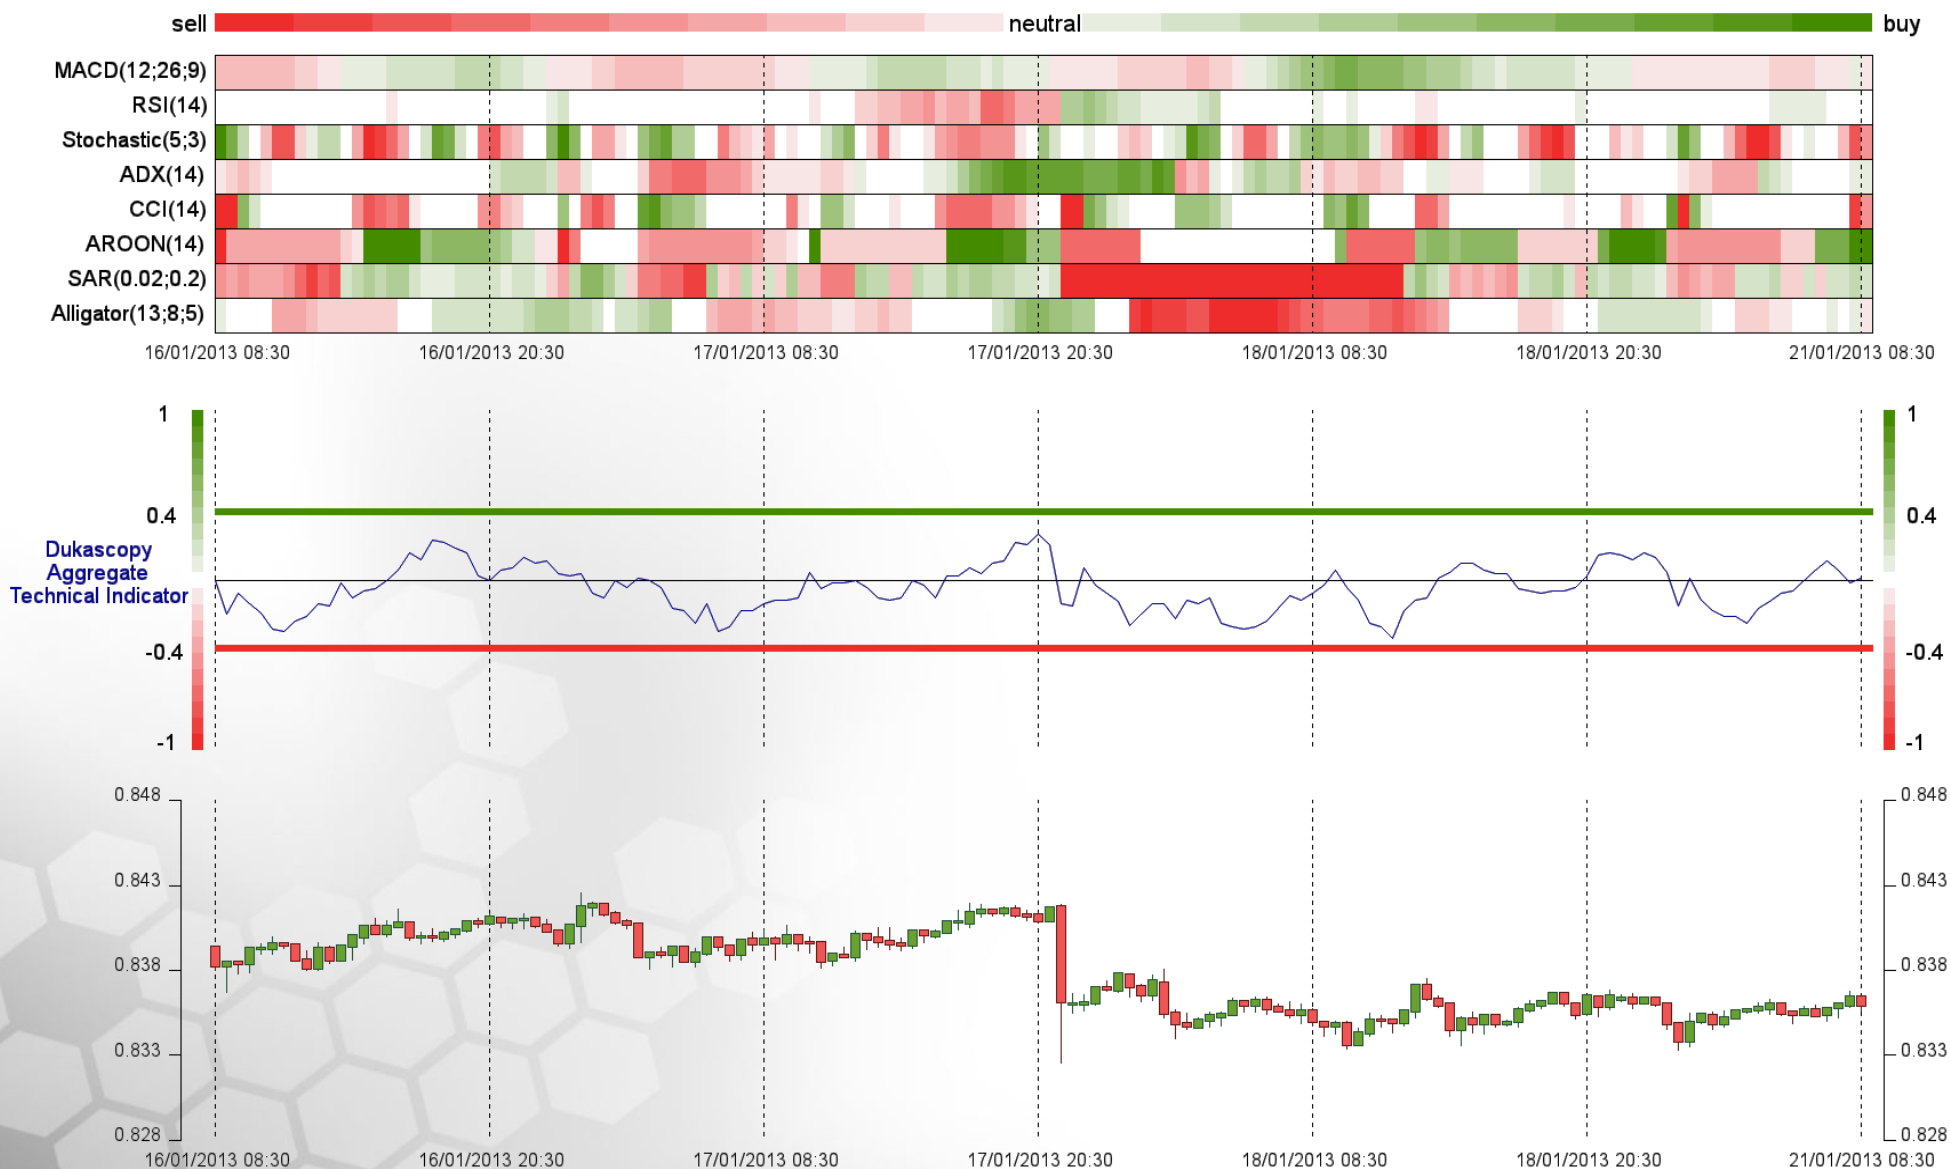 sell neutral buy
MACD(12;26;9)
RSI(14)
Stochastic(5;3)
ADX(14)
CCI(14)
AROON(14)
SAR(0.02;0.2)
Alligator(13;8;5)
16/01/2013 08:30 16/01/2013 20:30 17/01/2013 08:30 17/01/2013 20:30 18/01/2013 08:30 18/01/2013 20:30 21/01/2013 08:30
1 1
0.4 0.4
Dukascopy
Aggregate
Technical Indicator
-0.4 -0.4
-1 -1
0.848 0.848
0.843 0.843
0.838 0.838
0.833 0.833
0.828 0.828
16/01/2013 08:30 16/01/2013 20:30 17/01/2013 08:30 17/01/2013 20:30 18/01/2013 08:30 18/01/2013 20:30 21/01/2013 08:30